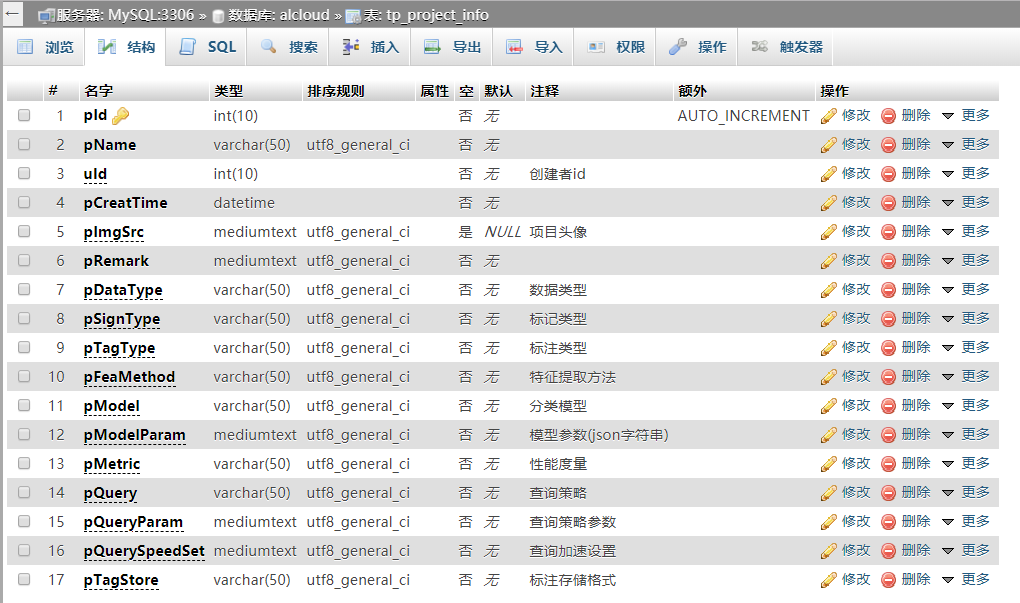 ← 服务器: MySQL:3306 » 数据库: alcloud » 表: tp_project_info
浏览 结构 SQL 搜索 插入 导出 导入 权限 操作 触发器
# 名字 类型 排序规则 属性 空 默认 注释 额外 操作
1 pId int(10) 否 无 AUTO_INCREMENT 修改 删除 更多
2 pName varchar(50) utf8_general_ci 否 无 修改 删除 更多
3 uId int(10) 否 无 创建者id 修改 删除 更多
4 pCreatTime datetime 否 无 修改 删除 更多
5 pImgSrc mediumtext utf8_general_ci 是 NULL 项目头像 修改 删除 更多
6 pRemark mediumtext utf8_general_ci 否 无 修改 删除 更多
7 pDataType varchar(50) utf8_general_ci 否 无 数据类型 修改 删除 更多
8 pSignType varchar(50) utf8_general_ci 否 无 标记类型 修改 删除 更多
9 pTagType varchar(50) utf8_general_ci 否 无 标注类型 修改 删除 更多
10 pFeaMethod varchar(50) utf8_general_ci 否 无 特征提取方法 修改 删除 更多
11 pModel varchar(50) utf8_general_ci 否 无 分类模型 修改 删除 更多
12 pModelParam mediumtext utf8_general_ci 否 无 模型参数(json字符串) 修改 删除 更多
13 pMetric varchar(50) utf8_general_ci 否 无 性能度量 修改 删除 更多
14 pQuery varchar(50) utf8_general_ci 否 无 查询策略 修改 删除 更多
15 pQueryParam mediumtext utf8_general_ci 否 无 查询策略参数 修改 删除 更多
16 pQuerySpeedSet mediumtext utf8_general_ci 否 无 查询加速设置 修改 删除 更多
17 pTagStore varchar(50) utf8_general_ci 否 无 标注存储格式 修改 删除 更多